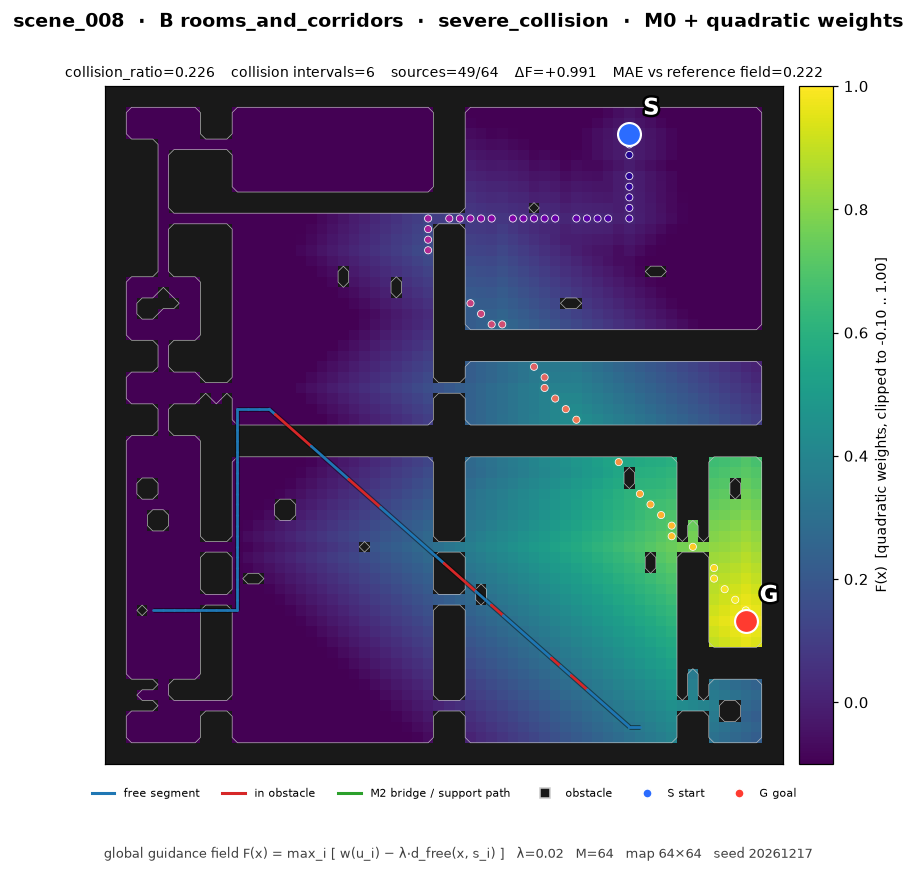 scene_008 · B rooms_and_corridors · severe_collision · M0 + quadratic weights
collision_ratio=0.226 collision intervals=6 sources=49/64 ΔF=+0.991 MAE vs reference field=0.222
S
G
1.0
0.8
0.6
0.4
0.2
0.0
F(x) [quadratic weights, clipped to -0.10 .. 1.00]
free segment
in obstacle
M2 bridge / support path
obstacle
S start
G goal
global guidance field F(x) = max_i [ w(u_i) − λ·d_free(x, s_i) ] λ=0.02 M=64 map 64×64 seed 20261217